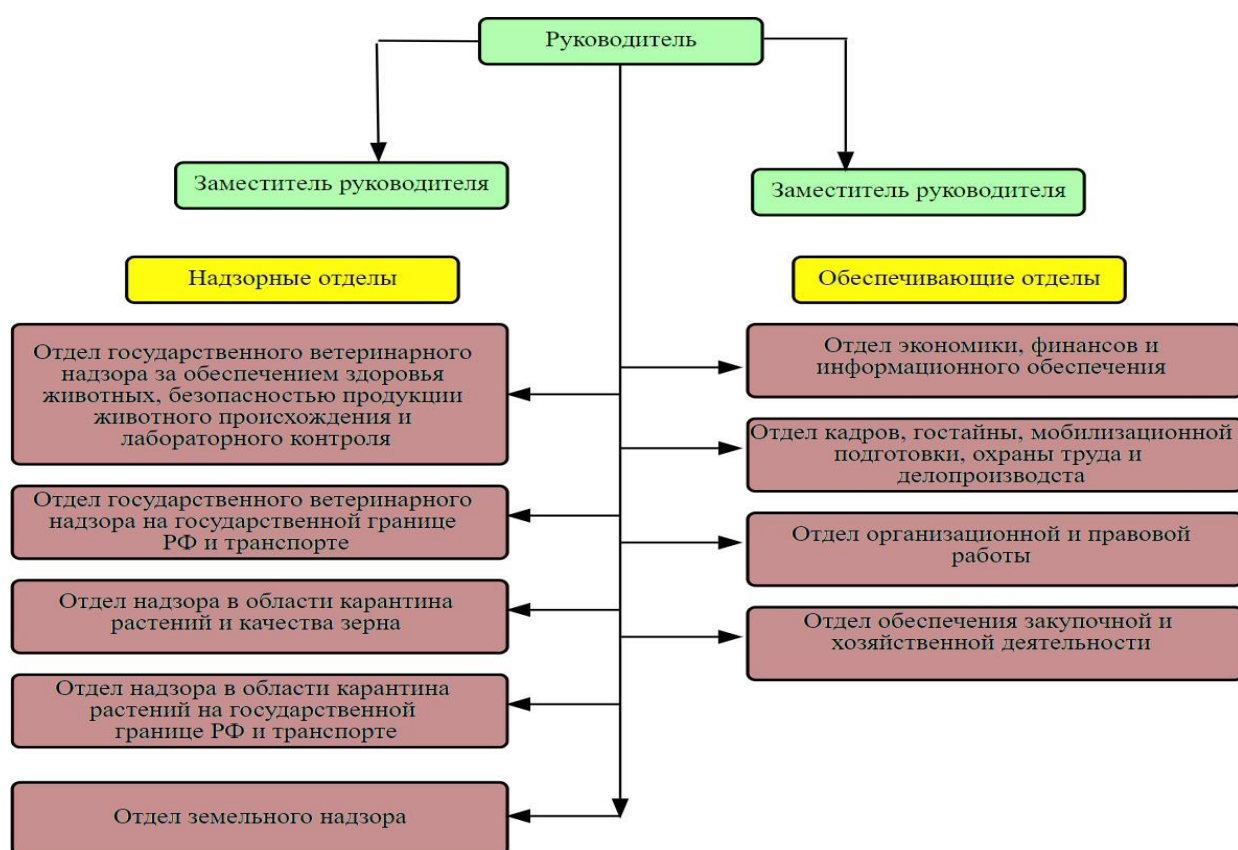 Руководитель
Заместитель руководителя
Заместитель руководителя
Надзорные отделы
Отдел государственного ветеринарного
надзора за обеспечением здоровья
животных, безопасностью продукции
животного происхождения и
лабораторного контроля
Отдел государственного ветеринарного
надзора на государственной границе
РФ и транспорте
Отдел надзора в области карантина
растений и качества зерна
Отдел надзора в области карантина
растений на государственной
границе РФ и транспорте
Отдел земельного надзора
Обеспечивающие отделы
Отдел экономики, финансов и
информационного обеспечения
Отдел кадров, гостайны, мобилизационной
подготовки, охраны труда и
делопроизводста
Отдел организационной и правовой
работы
Отдел обеспечения закупочной и
хозяйственной деятельности